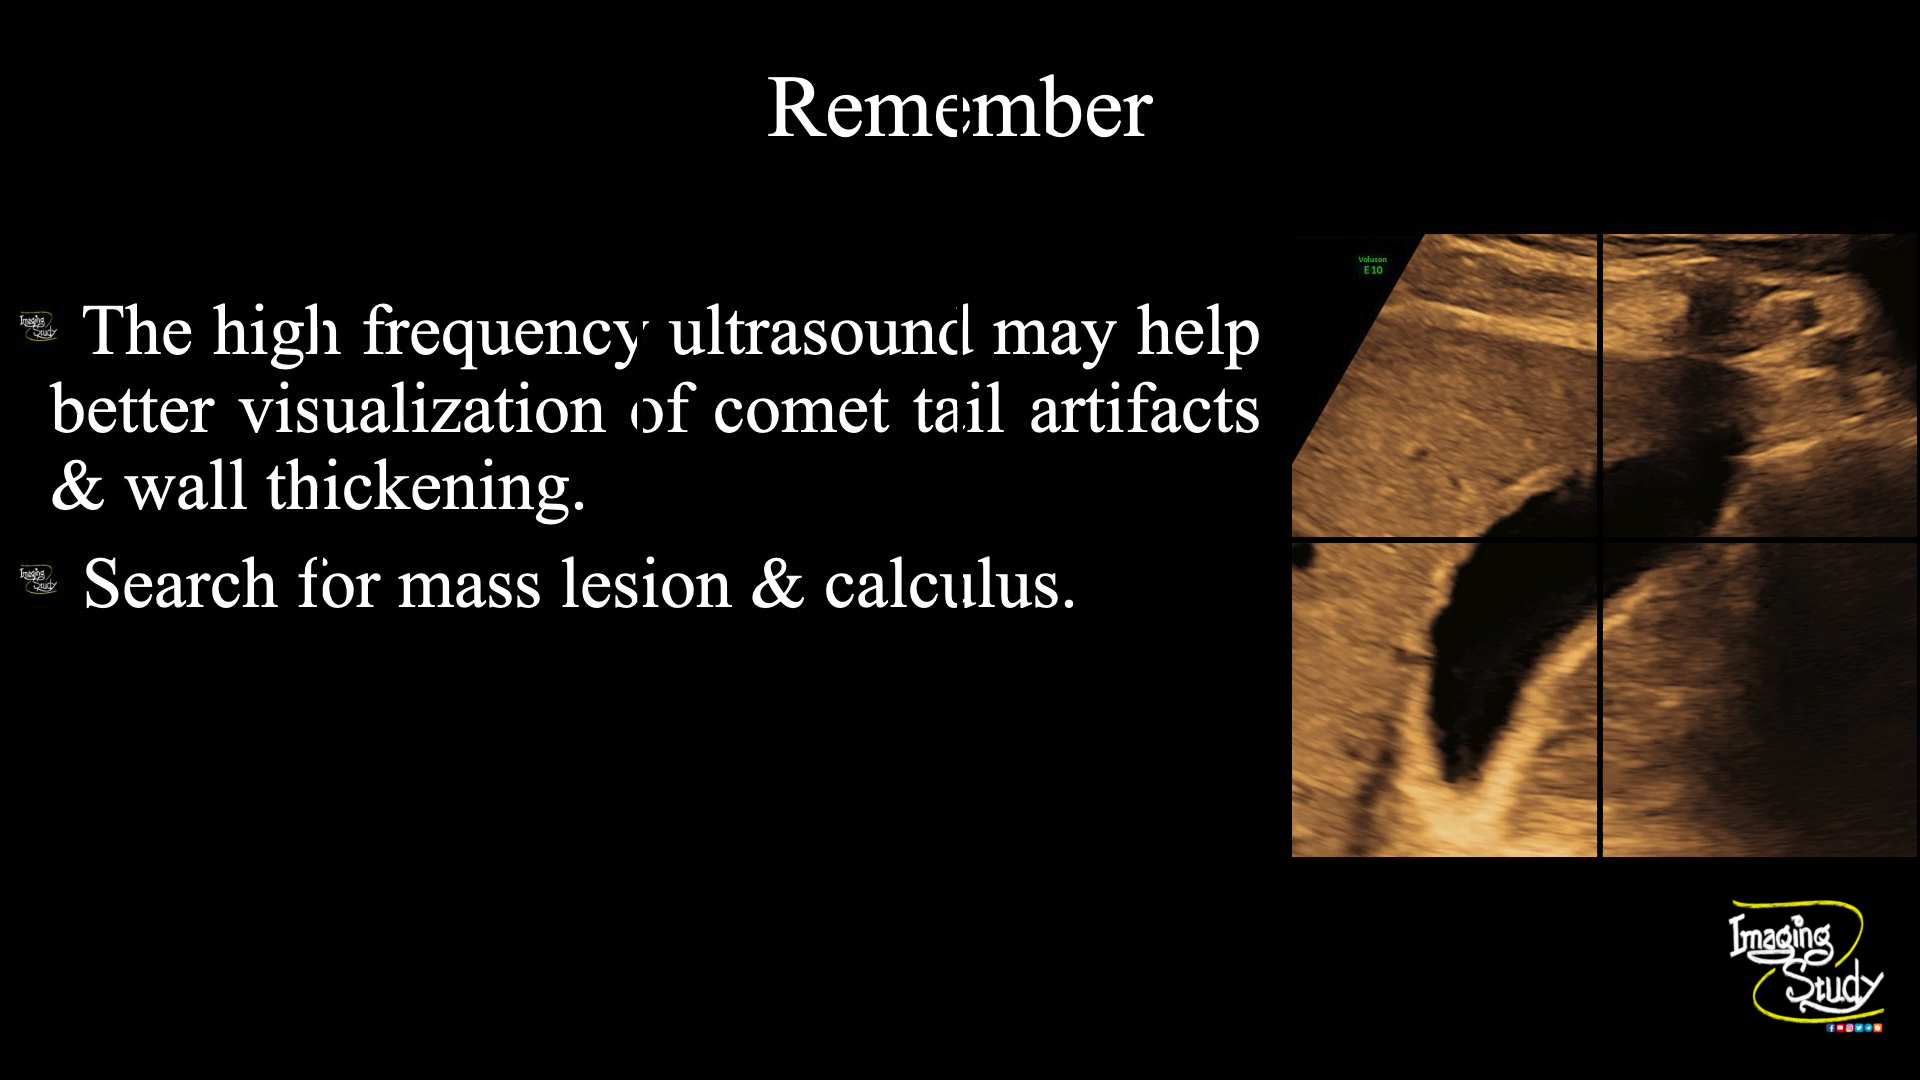 Remember
The high frequency ultrasound may help
better visualization of comet tail artifacts
& wall thickening.
Search for mass lesion & calculus.
Voluson
E10
Imaging
Study